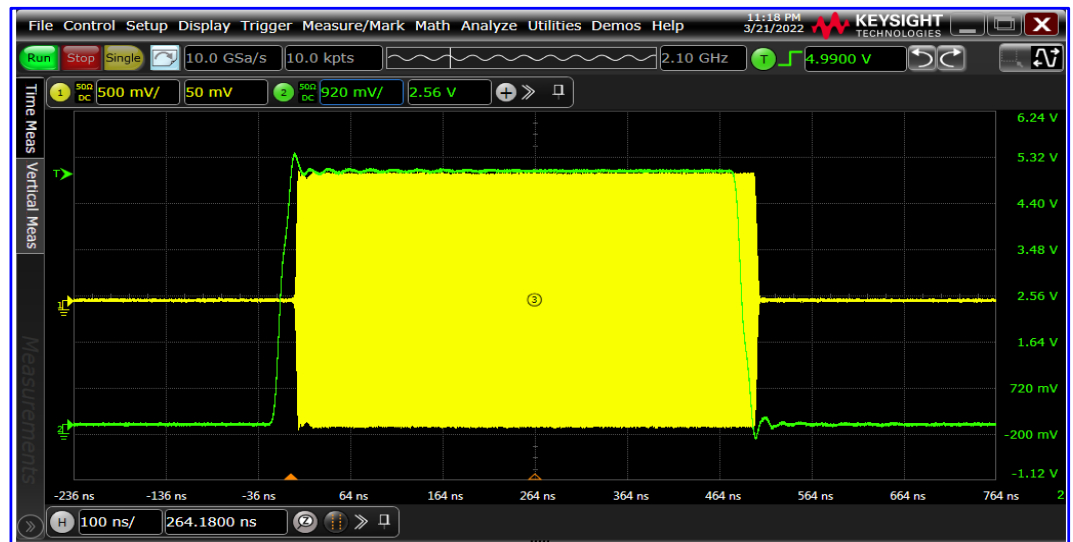 File Control Setup Display Trigger Measure/Mark Math Analyze Utilities Demos Help
11:18 PM
3/21/2022
KEYSIGHT
TECHNOLOGIES
X
Run Stop Single 10.0 GSa/s 10.0 kpts 2.10 GHz T 4.9900 V
1 50Ω DC 500 mV/ 50 mV 2 50Ω DC 920 mV/ 2.56 V
Time Meas
Vertical Meas
Measurements
6.24 V
T 5.32 V
4.40 V
3.48 V
1 3 2.56 V
1.64 V
720 mV
2 -200 mV
-1.12 V
-236 ns -136 ns -36 ns 64 ns 164 ns 264 ns 364 ns 464 ns 564 ns 664 ns 764 ns 2
H 100 ns/ 264.1800 ns Z